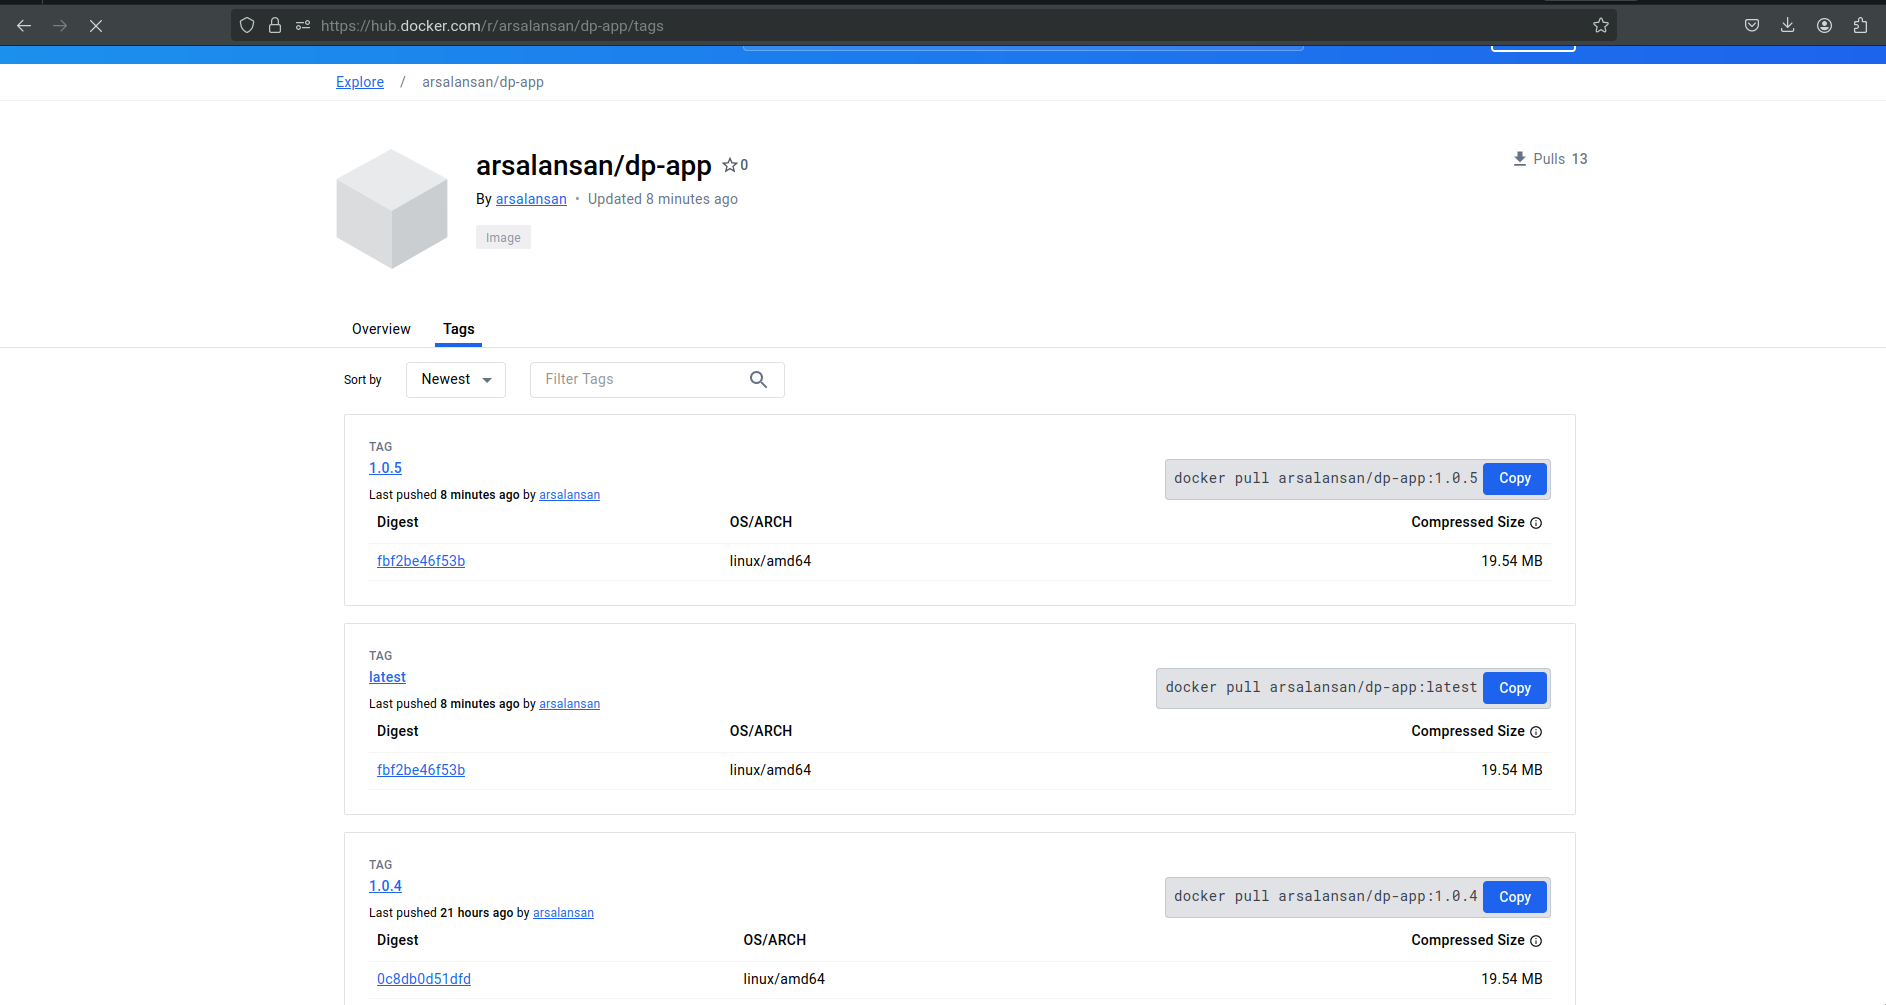 https://hub.docker.com/r/arsalansan/dp-app/tags
Explore / arsalansan/dp-app
arsalansan/dp-app 0
Pulls 13
By arsalansan • Updated 8 minutes ago
Image
Overview Tags
Sort by Newest Filter Tags
TAG
1.0.5
docker pull arsalansan/dp-app:1.0.5 Copy
Last pushed 8 minutes ago by arsalansan
Digest OS/ARCH Compressed Size
fbf2be46f53b linux/amd64 19.54 MB
TAG
latest
docker pull arsalansan/dp-app:latest Copy
Last pushed 8 minutes ago by arsalansan
Digest OS/ARCH Compressed Size
fbf2be46f53b linux/amd64 19.54 MB
TAG
1.0.4
docker pull arsalansan/dp-app:1.0.4 Copy
Last pushed 21 hours ago by arsalansan
Digest OS/ARCH Compressed Size
0c8db0d51dfd linux/amd64 19.54 MB